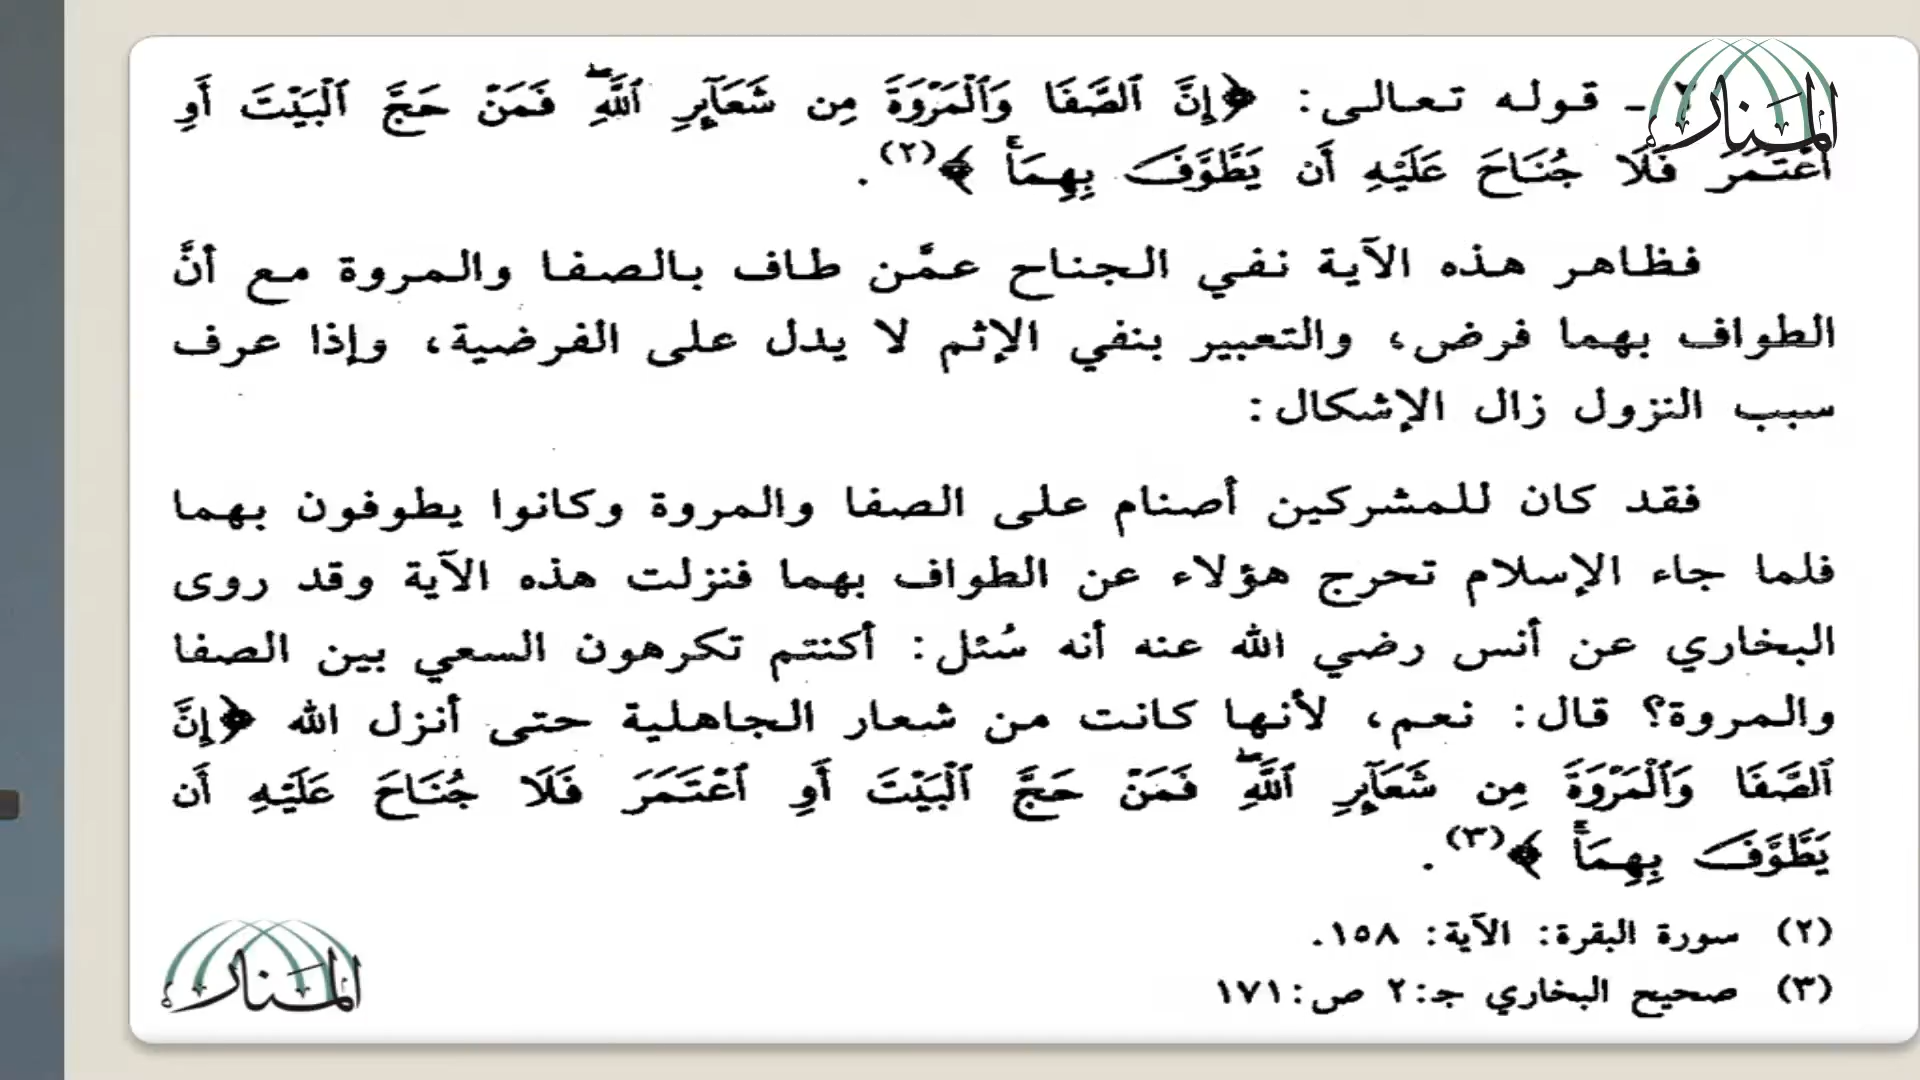 - قوله تعالى: ﴿إِنَّ ٱلصَّفَا وَٱلْمَرْوَةَ مِن شَعَآئِرِ ٱللَّهِ ۖ فَمَنْ حَجَّ ٱلْبَيْتَ أَوِ
ٱعْتَمَرَ فَلَا جُنَاحَ عَلَيْهِ أَن يَطَّوَّفَ بِهِمَا ۚ﴾(٢).
فظاهر هذه الآية نفي الجناح عمَّن طاف بالصفا والمروة مع أنَّ
الطواف بهما فرض، والتعبير بنفي الإثم لا يدل على الفرضية، وإذا عرف
سبب النزول زال الإشكال:
فقد كان للمشركين أصنام على الصفا والمروة وكانوا يطوفون بهما
فلما جاء الإسلام تحرج هؤلاء عن الطواف بهما فنزلت هذه الآية وقد روى
البخاري عن أنس رضي الله عنه أنه سُئل: أكنتم تكرهون السعي بين الصفا
والمروة؟ قال: نعم، لأنها كانت من شعار الجاهلية حتى أنزل الله ﴿إِنَّ
ٱلصَّفَا وَٱلْمَرْوَةَ مِن شَعَآئِرِ ٱللَّهِ ۖ فَمَنْ حَجَّ ٱلْبَيْتَ أَوِ ٱعْتَمَرَ فَلَا جُنَاحَ عَلَيْهِ أَن
يَطَّوَّفَ بِهِمَا ۚ﴾(٣).
(٢) سورة البقرة: الآية: ١٥٨.
(٣) صحيح البخاري جـ:٢ ص:١٧١
المنار
المنار